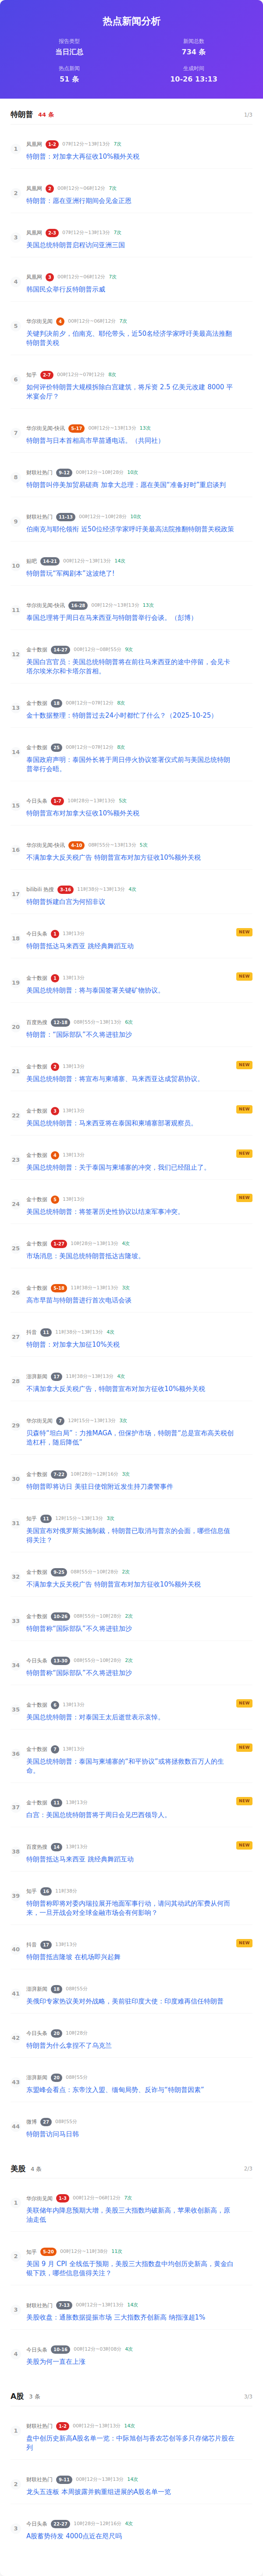 热点新闻分析
报告类型
当日汇总
新闻总数
734 条
热点新闻
51 条
生成时间
10-26 13:13
特朗普 44 条 1/3
1
凤凰网 1-2 07时12分~13时13分 7次
特朗普：对加拿大再征收10%额外关税
2
凤凰网 2 00时12分~06时12分 7次
特朗普：愿在亚洲行期间会见金正恩
3
凤凰网 2-3 07时12分~13时13分 7次
美国总统特朗普启程访问亚洲三国
4
凤凰网 3 00时12分~06时12分 7次
韩国民众举行反特朗普示威
5
华尔街见闻 4 00时12分~06时12分 7次
关键判决前夕，伯南克、耶伦带头，近50名经济学家呼吁美最高法院推翻
特朗普关税
6
知乎 2-7 00时12分~07时12分 8次
如何评价特朗普大规模拆除白宫建筑，将斥资 2.5 亿美元改建 8000 平
米宴会厅？
7
华尔街见闻-快讯 5-17 00时12分~13时13分 13次
特朗普与日本首相高市早苗通电话。（共同社）
8
财联社热门 9-12 00时12分~10时28分 10次
特朗普叫停美加贸易磋商 加拿大总理：愿在美国“准备好时”重启谈判
9
财联社热门 11-13 00时12分~10时28分 10次
伯南克与耶伦领衔 近50位经济学家呼吁美最高法院推翻特朗普关税政策
10
贴吧 14-21 00时12分~13时13分 14次
特朗普玩“军阀剧本”这波绝了!
11
华尔街见闻-快讯 16-28 00时12分~13时13分 13次
泰国总理将于周日在马来西亚与特朗普举行会谈。（彭博）
12
金十数据 14-27 00时12分~08时55分 9次
美国白宫官员：美国总统特朗普将在前往马来西亚的途中停留，会见卡
塔尔埃米尔和卡塔尔首相。
13
金十数据 18 00时12分~07时12分 8次
金十数据整理：特朗普过去24小时都忙了什么？（2025-10-25）
14
金十数据 25 00时12分~07时12分 8次
泰国政府声明：泰国外长将于周日停火协议签署仪式前与美国总统特朗
普举行会晤。
15
今日头条 1-7 10时28分~13时13分 5次
特朗普宣布对加拿大征收10%额外关税
16
华尔街见闻-快讯 4-10 08时55分~13时13分 5次
不满加拿大反关税广告 特朗普宣布对加方征收10%额外关税
17
bilibili 热搜 3-16 11时38分~13时13分 4次
特朗普拆建白宫为何招非议
18
今日头条 1 13时13分 NEW
特朗普抵达马来西亚 跳经典舞蹈互动
19
金十数据 1 13时13分 NEW
美国总统特朗普：将与泰国签署关键矿物协议。
20
百度热搜 12-18 08时55分~13时13分 6次
特朗普：“国际部队”不久将进驻加沙
21
金十数据 2 13时13分 NEW
美国总统特朗普：将宣布与柬埔寨、马来西亚达成贸易协议。
22
金十数据 3 13时13分 NEW
美国总统特朗普：马来西亚将在泰国和柬埔寨部署观察员。
23
金十数据 4 13时13分 NEW
美国总统特朗普：关于泰国与柬埔寨的冲突，我们已经阻止了。
24
金十数据 5 13时13分 NEW
美国总统特朗普：将签署历史性协议以结束军事冲突。
25
金十数据 1-27 10时28分~13时13分 4次
市场消息：美国总统特朗普抵达吉隆坡。
26
金十数据 5-18 11时38分~13时13分 3次
高市早苗与特朗普进行首次电话会谈
27
抖音 11 11时38分~13时13分 4次
特朗普：对加拿大加征10%关税
28
澎湃新闻 17 11时38分~13时13分 4次
不满加拿大反关税广告，特朗普宣布对加方征收10%额外关税
29
华尔街见闻 7 12时15分~13时13分 3次
贝森特“坦白局”：力推MAGA，但保护市场，特朗普“总是宣布高关税创
造杠杆，随后降低”
30
金十数据 7-22 10时28分~12时16分 3次
特朗普即将访日 美驻日使馆附近发生持刀袭警事件
31
知乎 11 12时15分~13时13分 3次
美国宣布对俄罗斯实施制裁，特朗普已取消与普京的会面，哪些信息值
得关注？
32
金十数据 9-25 08时55分~10时28分 2次
不满加拿大反关税广告 特朗普宣布对加方征收10%额外关税
33
金十数据 10-26 08时55分~10时28分 2次
特朗普称“国际部队”不久将进驻加沙
34
今日头条 13-30 08时55分~10时28分 2次
特朗普称“国际部队”不久将进驻加沙
35
金十数据 6 13时13分 NEW
美国总统特朗普：对泰国王太后逝世表示哀悼。
36
金十数据 7 13时13分 NEW
美国总统特朗普：泰国与柬埔寨的“和平协议”或将拯救数百万人的生
命。
37
金十数据 11 13时13分 NEW
白宫：美国总统特朗普将于周日会见巴西领导人。
38
百度热搜 14 13时13分 NEW
特朗普抵达马来西亚 跳经典舞蹈互动
39
知乎 16 11时38分
特朗普称即将对委内瑞拉展开地面军事行动，请问其动武的军费从何而
来，一旦开战会对全球金融市场会有何影响？
40
抖音 17 13时13分 NEW
特朗普抵吉隆坡 在机场即兴起舞
41
澎湃新闻 18 08时55分
美俄印专家热议美对外战略，美前驻印度大使：印度难再信任特朗普
42
今日头条 20 10时28分
特朗普为什么拿捏不了乌克兰
43
澎湃新闻 20 08时55分
东盟峰会看点：东帝汶入盟、缅甸局势、反诈与“特朗普因素”
44
微博 27 08时55分
特朗普访问马日韩
美股 4 条 2/3
1
华尔街见闻 1-3 00时12分~06时12分 7次
美联储年内降息预期大增，美股三大指数均破新高，苹果收创新高，原
油走低
2
知乎 5-20 00时12分~11时38分 11次
美国 9 月 CPI 全线低于预期，美股三大指数盘中均创历史新高，黄金白
银下跌，哪些信息值得关注？
3
财联社热门 7-13 00时12分~13时13分 14次
美股收盘：通胀数据提振市场 三大指数齐创新高 纳指涨超1%
4
今日头条 10-16 00时12分~03时09分 4次
美股为何一直在上涨
A股 3 条 3/3
1
财联社热门 1-2 00时12分~13时13分 14次
盘中创历史新高A股名单一览：中际旭创与香农芯创等多只存储芯片股在
列
2
财联社热门 9-11 00时12分~13时13分 14次
龙头五连板 本周披露并购重组进展的A股名单一览
3
今日头条 22-27 10时28分~12时16分 4次
A股蓄势待发 4000点近在咫尺吗